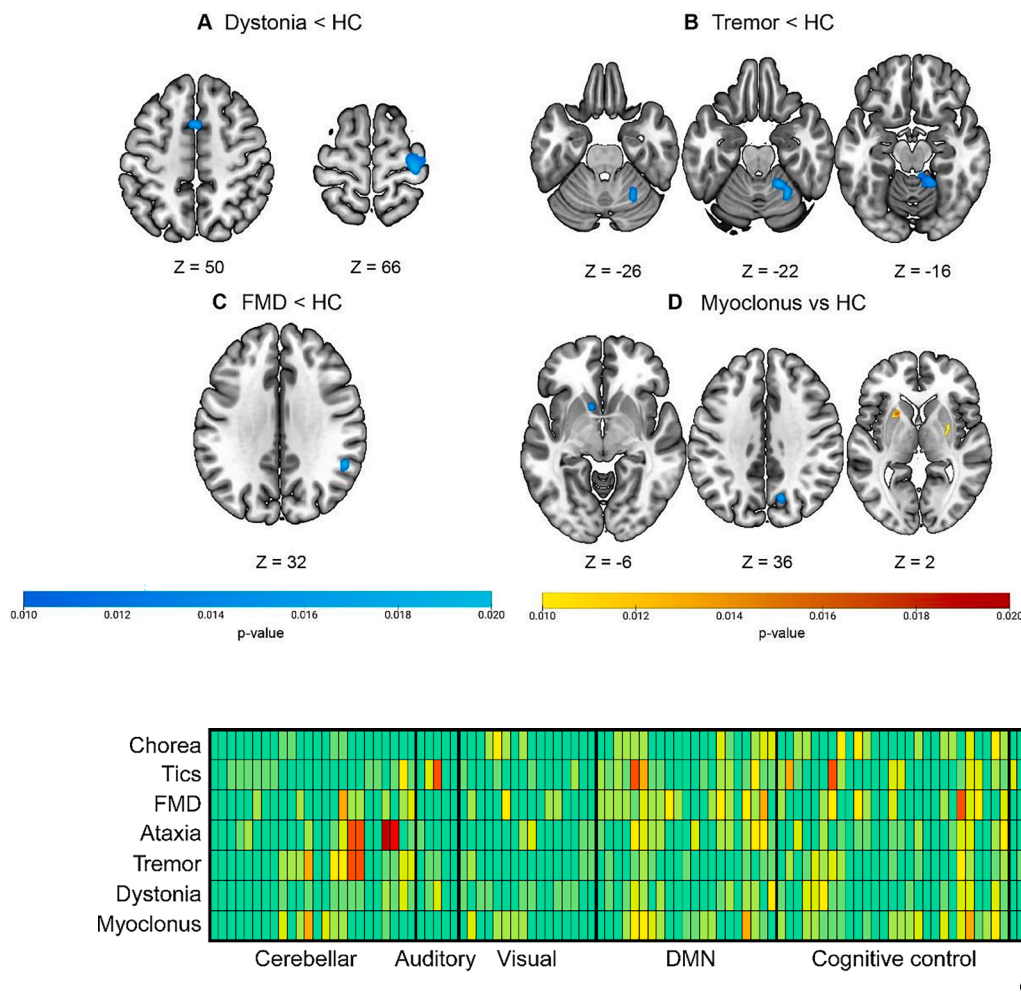 A Dystonia < HC
B Tremor < HC
Z = 50
Z = 66
Z = -26
Z = -22
Z = -16
C FMD < HC
D Myoclonus vs HC
Z = 32
Z = -6
Z = 36
Z = 2
0.010 0.012 0.014 0.016 0.018 0.020
p-value
0.010 0.012 0.014 0.016 0.018 0.020
p-value
Chorea
Tics
FMD
Ataxia
Tremor
Dystonia
Myoclonus
Cerebellar Auditory Visual DMN Cognitive control